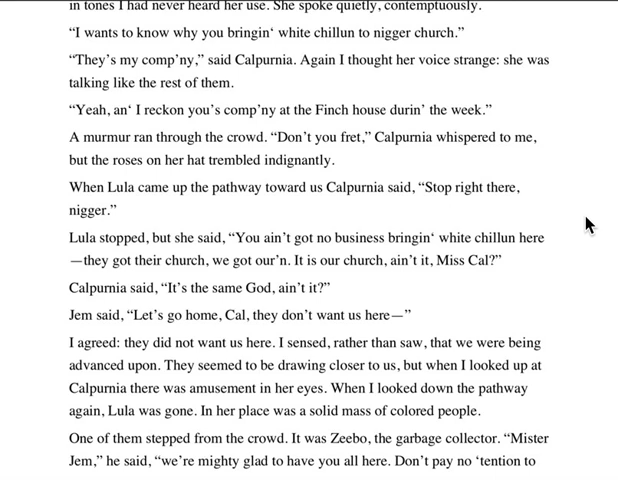 in tones I had never heard her use. She spoke quietly, contemptuously.
“I wants to know why you bringin‘ white chillun to nigger church.”
“They’s my comp’ny,” said Calpurnia. Again I thought her voice strange: she was
talking like the rest of them.
“Yeah, an‘ I reckon you’s comp’ny at the Finch house durin’ the week.”
A murmur ran through the crowd. “Don’t you fret,” Calpurnia whispered to me,
but the roses on her hat trembled indignantly.
When Lula came up the pathway toward us Calpurnia said, “Stop right there,
nigger.”
Lula stopped, but she said, “You ain’t got no business bringin‘ white chillun here
—they got their church, we got our’n. It is our church, ain’t it, Miss Cal?”
Calpurnia said, “It’s the same God, ain’t it?”
Jem said, “Let’s go home, Cal, they don’t want us here—”
I agreed: they did not want us here. I sensed, rather than saw, that we were being
advanced upon. They seemed to be drawing closer to us, but when I looked up at
Calpurnia there was amusement in her eyes. When I looked down the pathway
again, Lula was gone. In her place was a solid mass of colored people.
One of them stepped from the crowd. It was Zeebo, the garbage collector. “Mister
Jem,” he said, “we’re mighty glad to have you all here. Don’t pay no ‘tention to